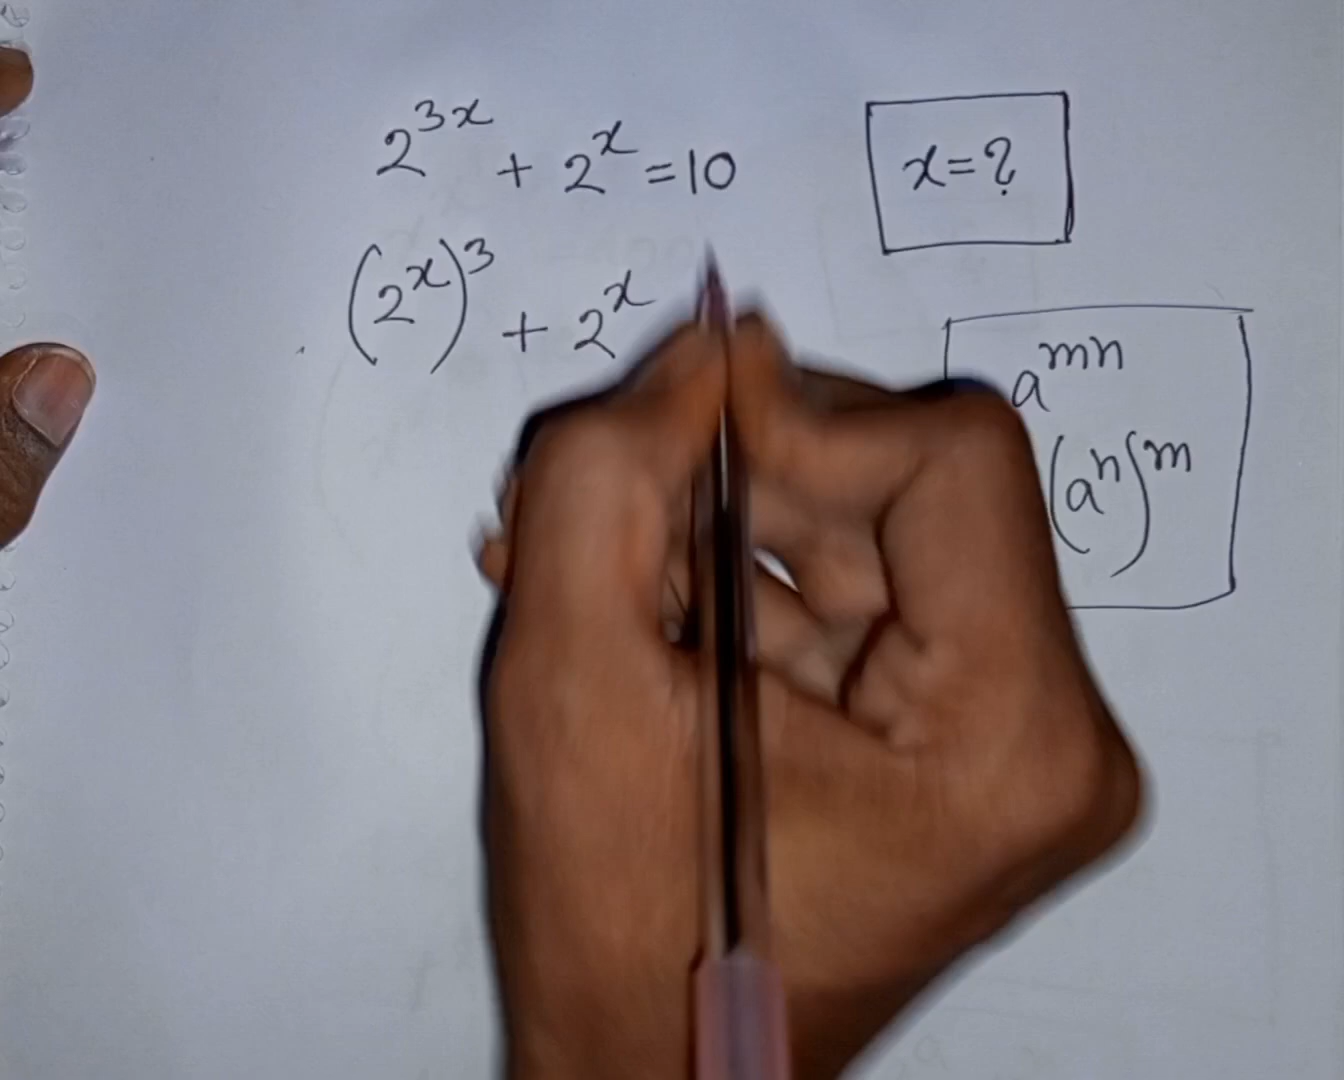 2^{3x} + 2^x = 10
x = ?
(2^x)^3 + 2^x
a^{mn}
(a^n)^m